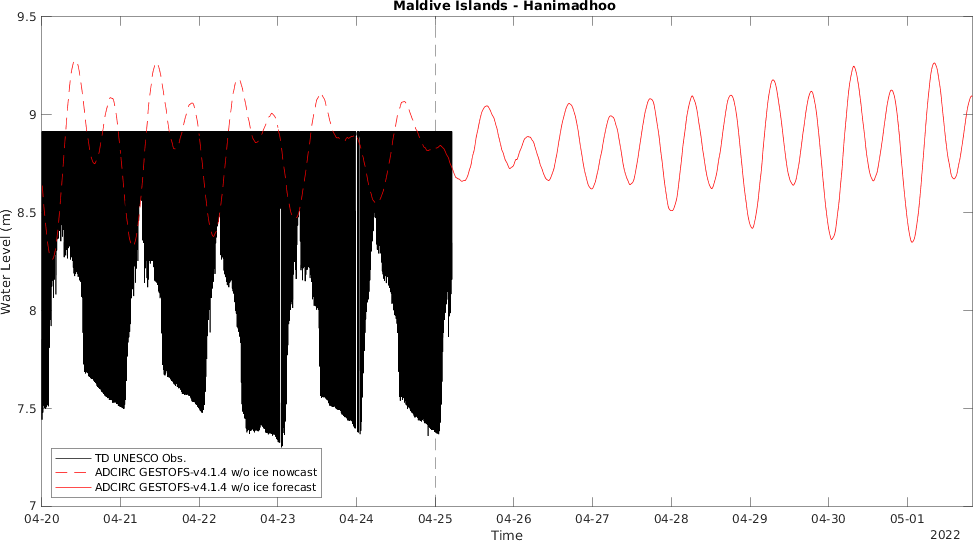 Maldive Islands - Hanimadhoo
9.5
9
8.5
8
7.5
7
Water Level (m)
TD UNESCO Obs.
ADCIRC GESTOFS-v4.1.4 w/o ice nowcast
ADCIRC GESTOFS-v4.1.4 w/o ice forecast
04-20 04-21 04-22 04-23 04-24 04-25 04-26 04-27 04-28 04-29 04-30 05-01
Time
2022